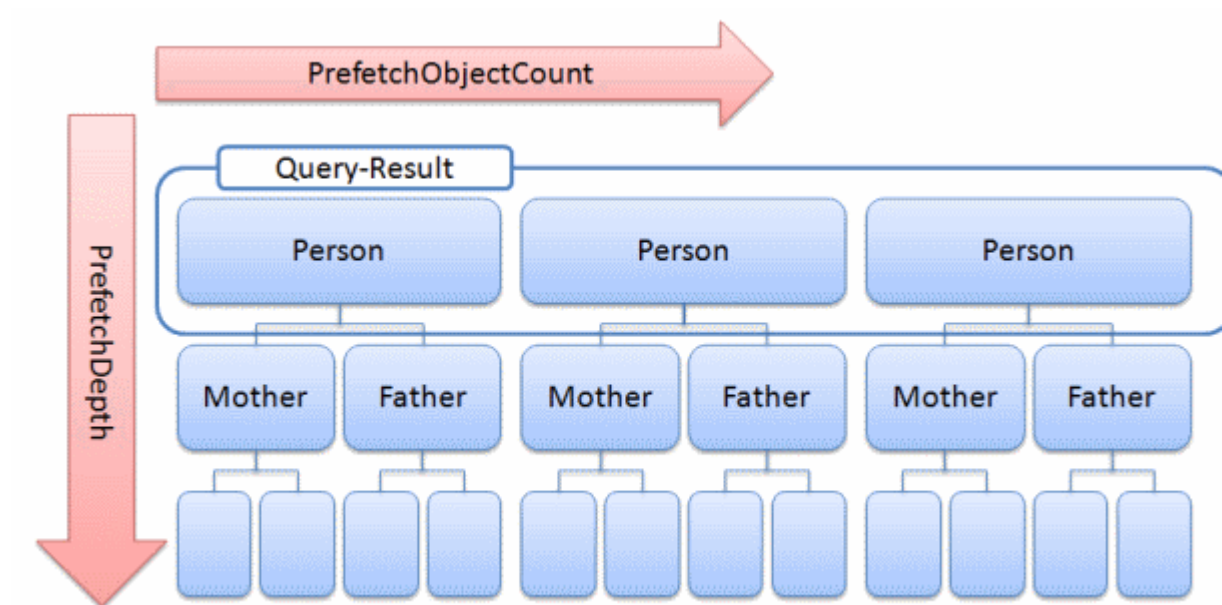 PrefetchObjectCount
PrefetchDepth
Query-Result
Person Person Person
Mother Father Mother Father Mother Father